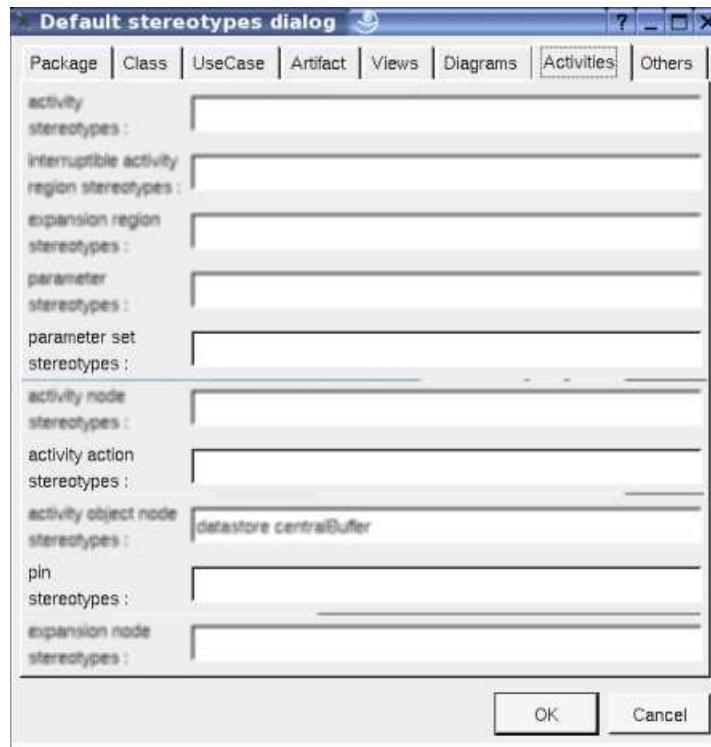 Default stereotypes dialog
Package Class UseCase Artifact Views Diagrams Activities Others
activity
stereotypes :
interruptible activity
region stereotypes :
expansion region
stereotypes :
parameter
stereotypes :
parameter set
stereotypes :
activity node
stereotypes :
activity action
stereotypes :
activity object node
stereotypes :
datastore centralBuffer
pin
stereotypes :
expansion node
stereotypes :
OK Cancel